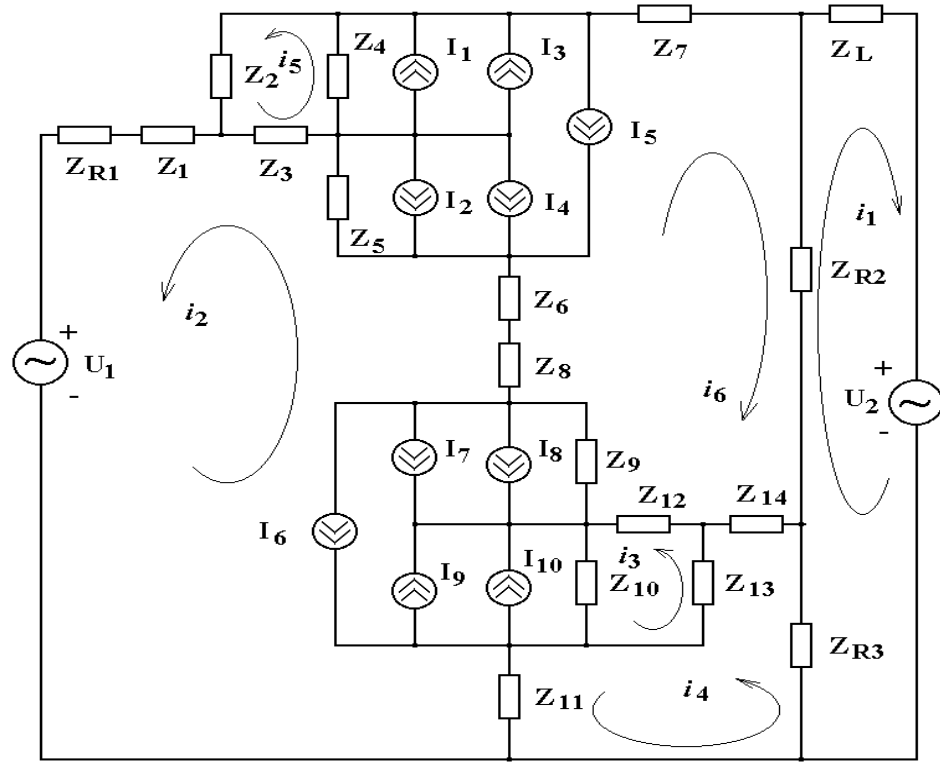 Z4
I1
I3
Z7
ZL
Z2
i5
I5
ZR1
Z1
Z3
I2
I4
Z5
i1
ZR2
Z6
i2
+
U1
-
Z8
i6
+
U2
-
I7
I8
Z9
Z12
Z14
I6
i3
I9
I10
Z10
Z13
ZR3
Z11
i4